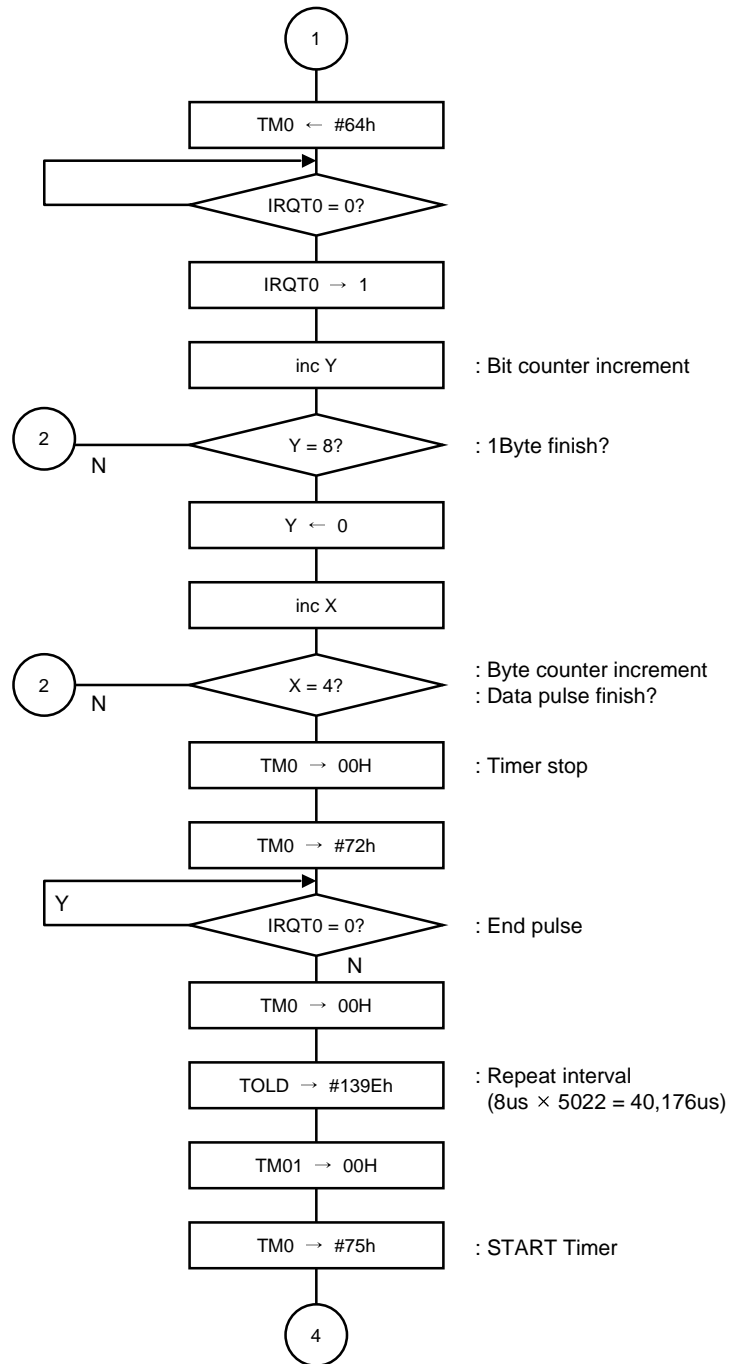 1
TM0 ← #64h
IRQT0 = 0?
IRQT0 → 1
inc Y
: Bit counter increment
2
N
Y = 8?
: 1Byte finish?
Y ← 0
inc X
2
N
X = 4?
: Byte counter increment
: Data pulse finish?
TM0 → 00H
: Timer stop
TM0 → #72h
Y
IRQT0 = 0?
: End pulse
N
TM0 → 00H
TOLD → #139Eh
: Repeat interval
(8us × 5022 = 40,176us)
TM01 → 00H
TM0 → #75h
: START Timer
4